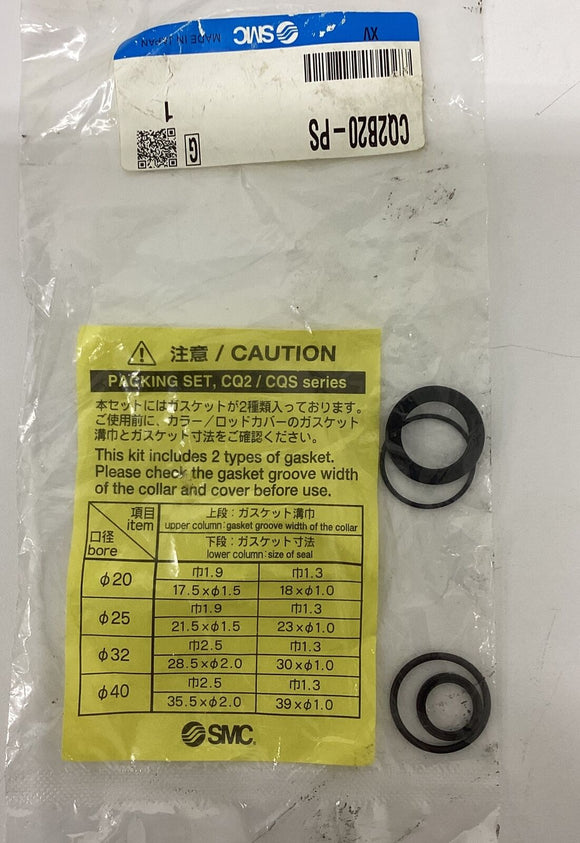 XV
SMC
MADE IN JAPAN
CQ2B20-PS
G
1
注意 / CAUTION
PACKING SET, CQ2 / CQS series
本セットにはガスケットが2種類入っております。
ご使用前に、カラー／ロッドカバーのガスケット
溝巾とガスケット寸法をご確認ください。
This kit includes 2 types of gasket.
Please check the gasket groove width
of the collar and cover before use.
項目
item
口径
bore
上段：ガスケット溝巾
upper column：gasket groove width of the collar
下段：ガスケット寸法
lower column：size of seal
φ20 巾1.9 巾1.3
17.5×φ1.5 18×φ1.0
φ25 巾1.9 巾1.3
21.5×φ1.5 23×φ1.0
φ32 巾2.5 巾1.3
28.5×φ2.0 30×φ1.0
φ40 巾2.5 巾1.3
35.5×φ2.0 39×φ1.0
SMC.